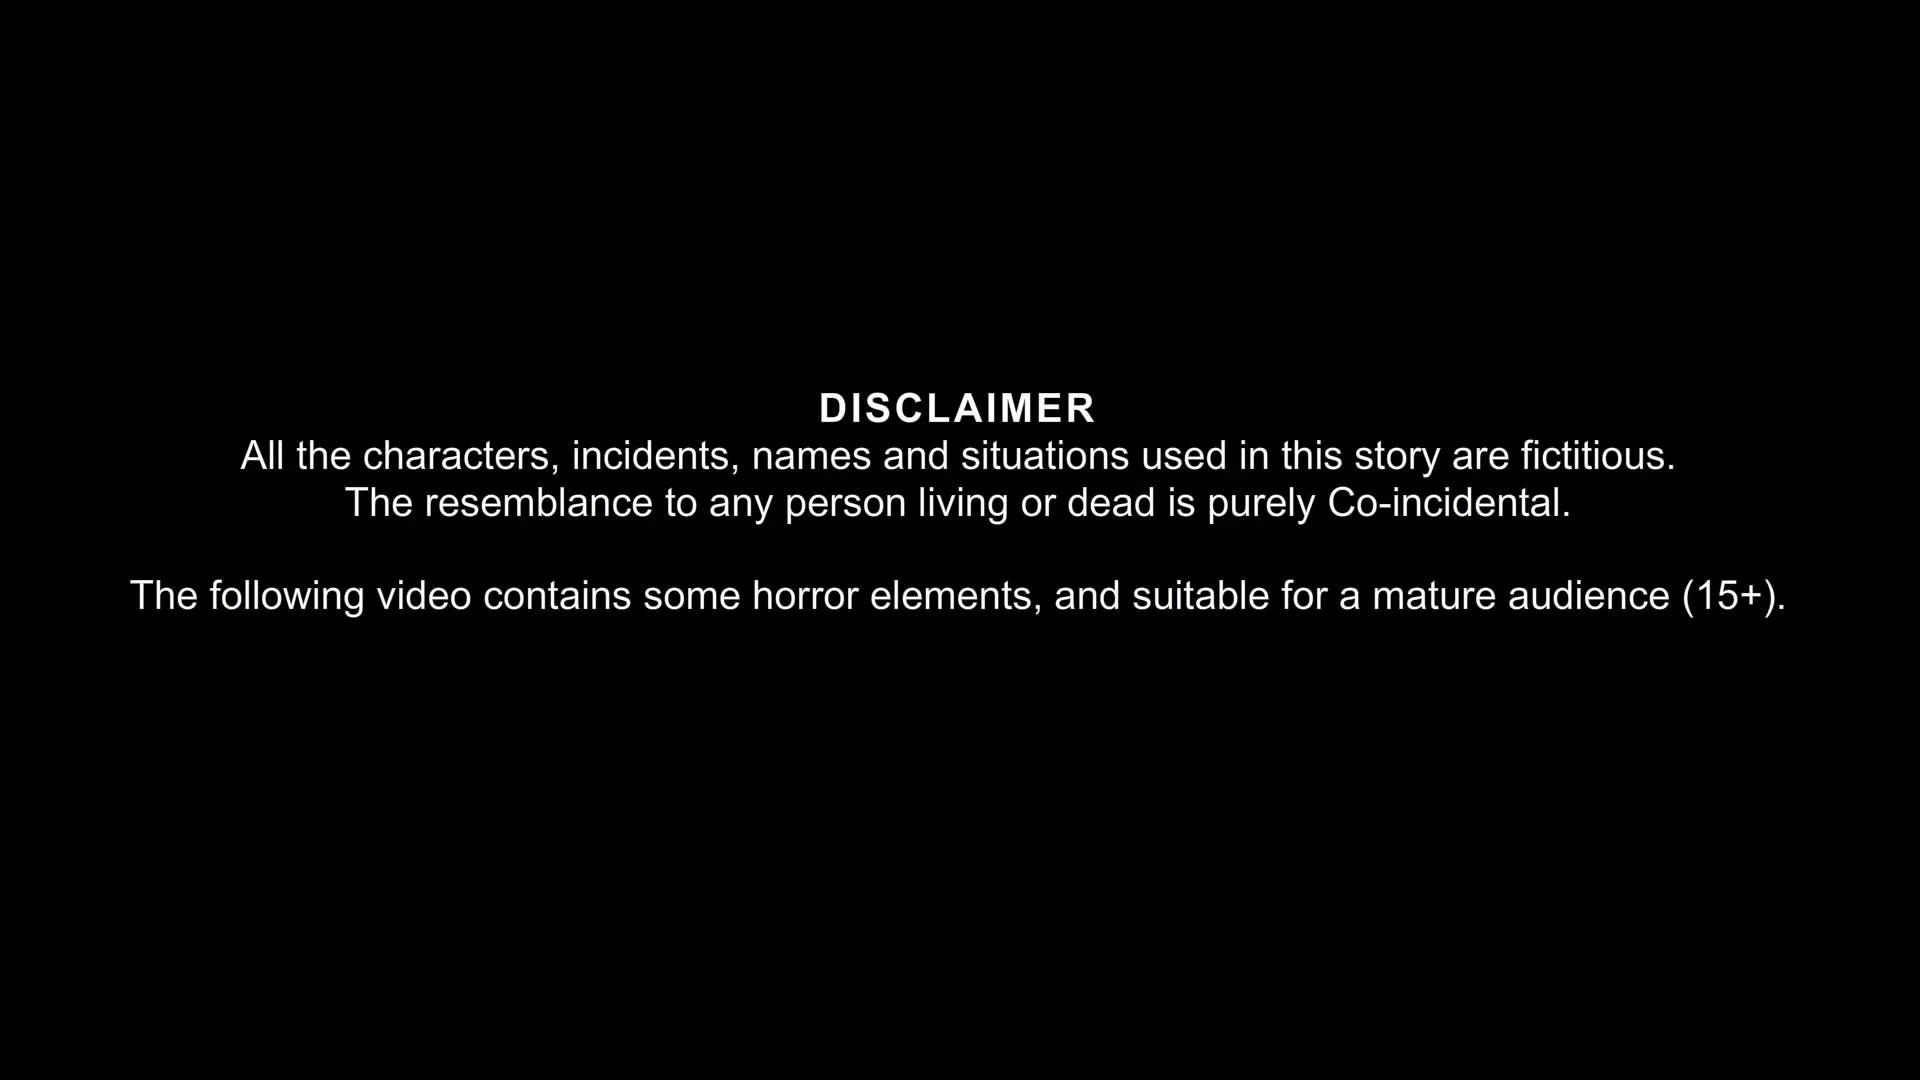 DISCLAIMER
All the characters, incidents, names and situations used in this story are fictitious.
The resemblance to any person living or dead is purely Co-incidental.
The following video contains some horror elements, and suitable for a mature audience (15+).